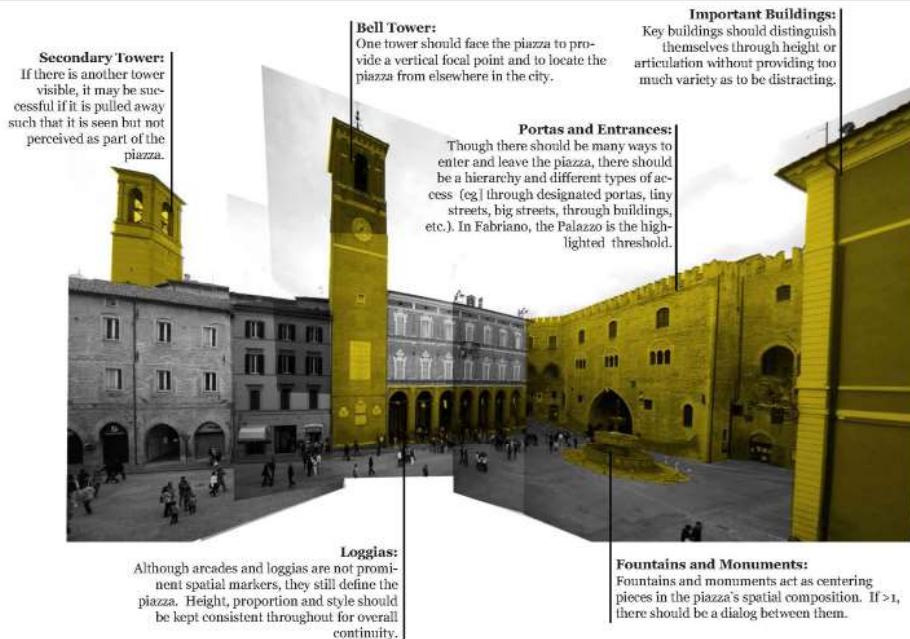 Secondary Tower:
If there is another tower
visible, it may be suc-
cessful if it is pulled away
such that it is seen but not
perceived as part of the
piazza.
Bell Tower:
One tower should face the piazza to pro-
vide a vertical focal point and to locate the
piazza from elsewhere in the city.
Important Buildings:
Key buildings should distinguish
themselves through height or
articulation without providing too
much variety as to be distracting.
Portas and Entrances:
Though there should be many ways to
enter and leave the piazza, there should
be a hierarchy and different types of ac-
cess (eg] through designated portas, tiny
streets, big streets, through buildings,
etc.). In Fabriano, the Palazzo is the high-
lighted threshold.
Loggias:
Although arcades and loggias are not promi-
nent spatial markers, they still define the
piazza. Height, proportion and style should
be kept consistent throughout for overall
continuity.
Fountains and Monuments:
Fountains and monuments act as centering
pieces in the piazza's spatial composition. If >1,
there should be a dialog between them.